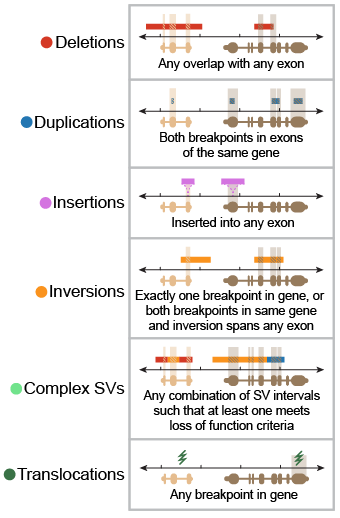 Deletions
Any overlap with any exon
Duplications
Both breakpoints in exons
of the same gene
Insertions
Inserted into any exon
Inversions
Exactly one breakpoint in gene, or
both breakpoints in same gene
and inversion spans any exon
Complex SVs
Any combination of SV intervals
such that at least one meets
loss of function criteria
Translocations
Any breakpoint in gene